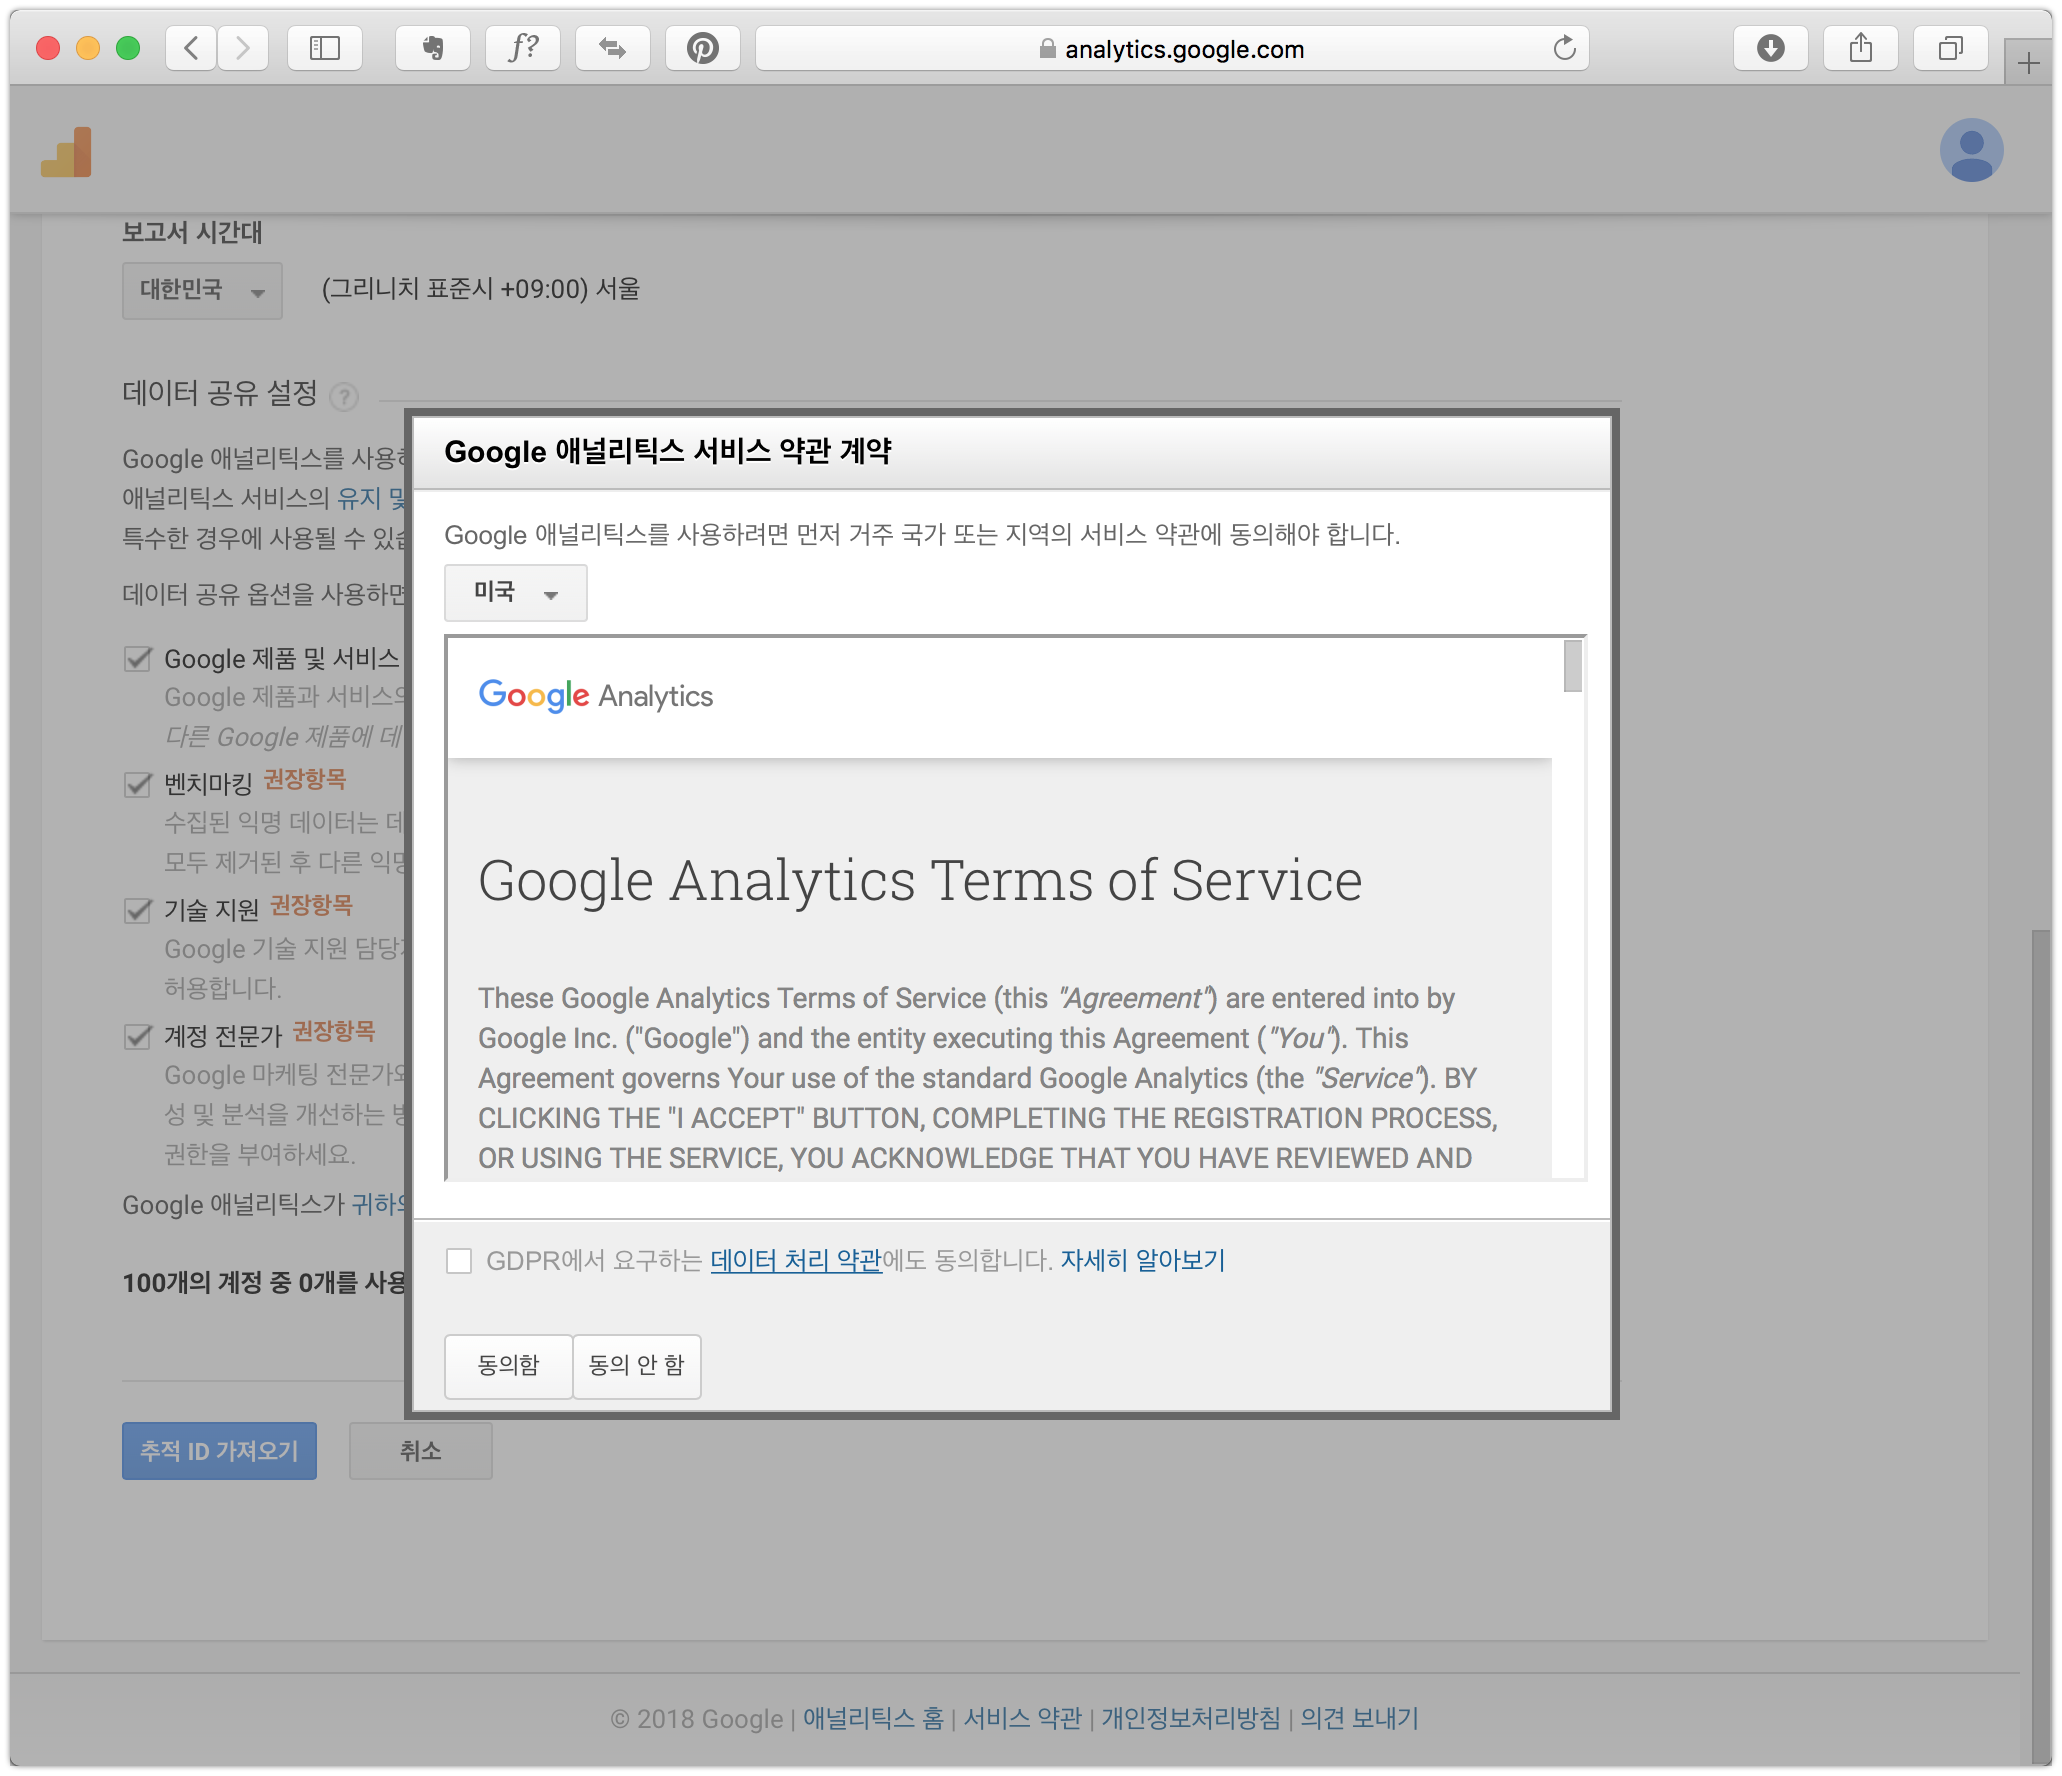 f?
analytics.google.com
보고서 시간대
대한민국
(그리니치 표준시 +09:00) 서울
데이터 공유 설정 ?
Google 애널리틱스를 사용하
애널리틱스 서비스의 유지 및
특수한 경우에 사용될 수 있습
데이터 공유 옵션을 사용하면
Google 제품 및 서비스
Google 제품과 서비스의
다른 Google 제품에 데
벤치마킹 권장항목
수집된 익명 데이터는 데
모두 제거된 후 다른 익명
기술 지원 권장항목
Google 기술 지원 담당
허용합니다.
계정 전문가 권장항목
Google 마케팅 전문가와
성 및 분석을 개선하는
권한을 부여하세요.
Google 애널리틱스가 귀하의
100개의 계정 중 0개를 사용
추적 ID 가져오기
취소
Google 애널리틱스 서비스 약관 계약
Google 애널리틱스를 사용하려면 먼저 거주 국가 또는 지역의 서비스 약관에 동의해야 합니다.
미국
Google Analytics
Google Analytics Terms of Service
These Google Analytics Terms of Service (this "Agreement") are entered into by
Google Inc. ("Google") and the entity executing this Agreement ("You"). This
Agreement governs Your use of the standard Google Analytics (the "Service"). BY
CLICKING THE "I ACCEPT" BUTTON, COMPLETING THE REGISTRATION PROCESS,
OR USING THE SERVICE, YOU ACKNOWLEDGE THAT YOU HAVE REVIEWED AND
GDPR에서 요구하는 데이터 처리 약관에도 동의합니다. 자세히 알아보기
동의함
동의 안 함
© 2018 Google | 애널리틱스 홈 | 서비스 약관 | 개인정보처리방침 | 의견 보내기